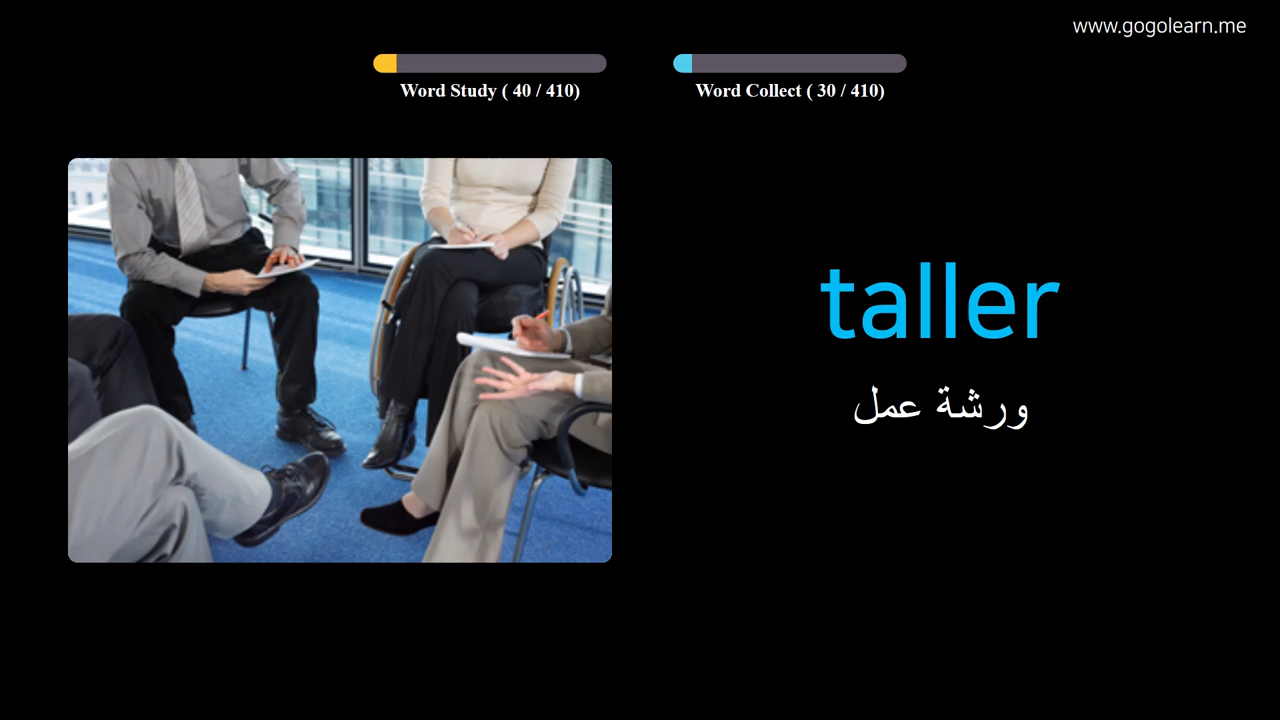 www.gogolearn.me
Word Study ( 40 / 410)
Word Collect ( 30 / 410)
taller
ورشة عمل